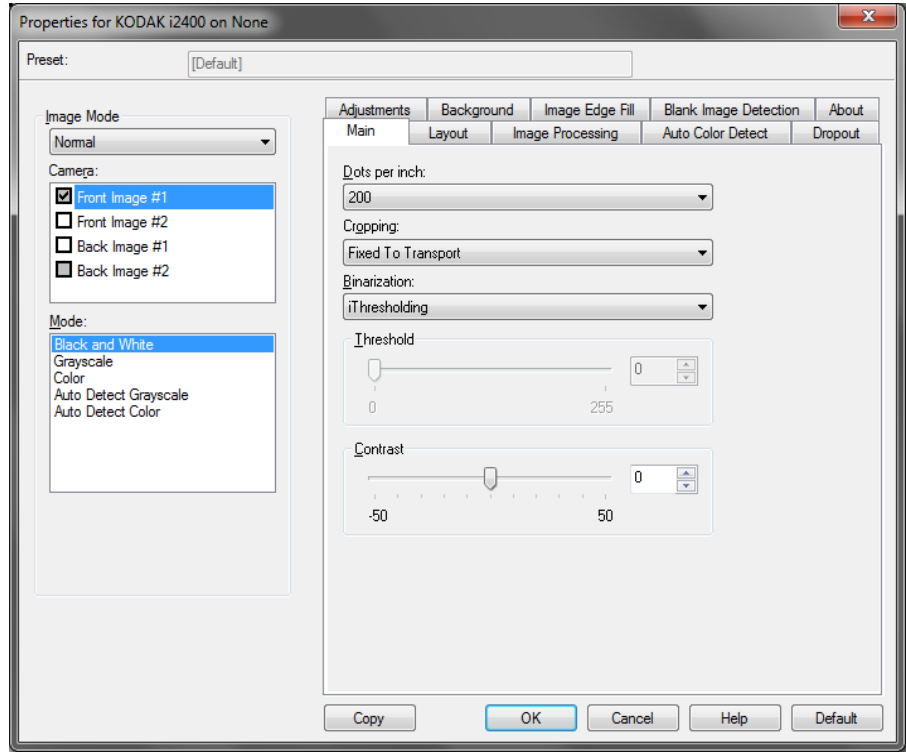 Properties for KODAK i2400 on None
Preset:
[Default]
Image Mode
Normal
Camera:
Front Image #1
Front Image #2
Back Image #1
Back Image #2
Mode:
Black and White
Grayscale
Color
Auto Detect Grayscale
Auto Detect Color
Adjustments Background Image Edge Fill Blank Image Detection About
Main Layout Image Processing Auto Color Detect Dropout
Dots per inch:
200
Cropping:
Fixed To Transport
Binarization:
iThresholding
Threshold
0
0 255
Contrast
0
-50 50
Copy OK Cancel Help Default